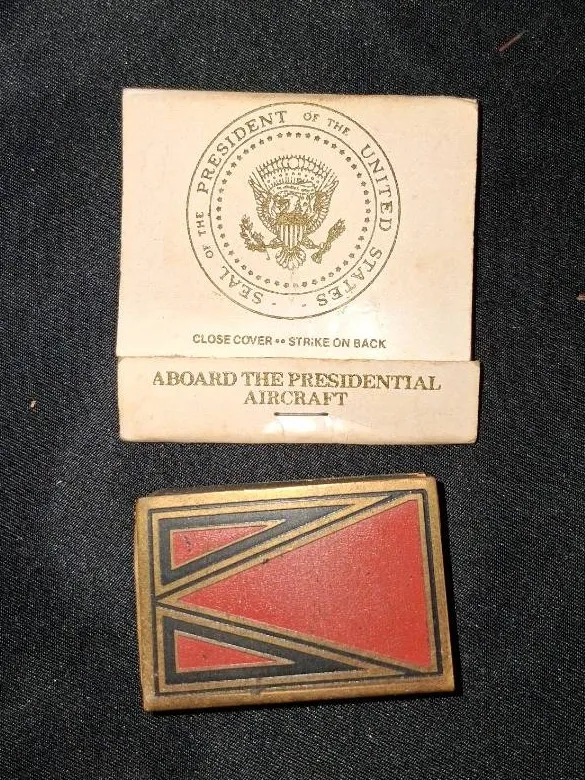 SEAL OF THE PRESIDENT OF THE UNITED STATES
CLOSE COVER •• STRIKE ON BACK
ABOARD THE PRESIDENTIAL
AIRCRAFT